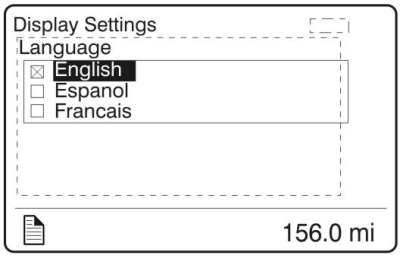 Display Settings
Language
English
Espanol
Francais
156.0 mi